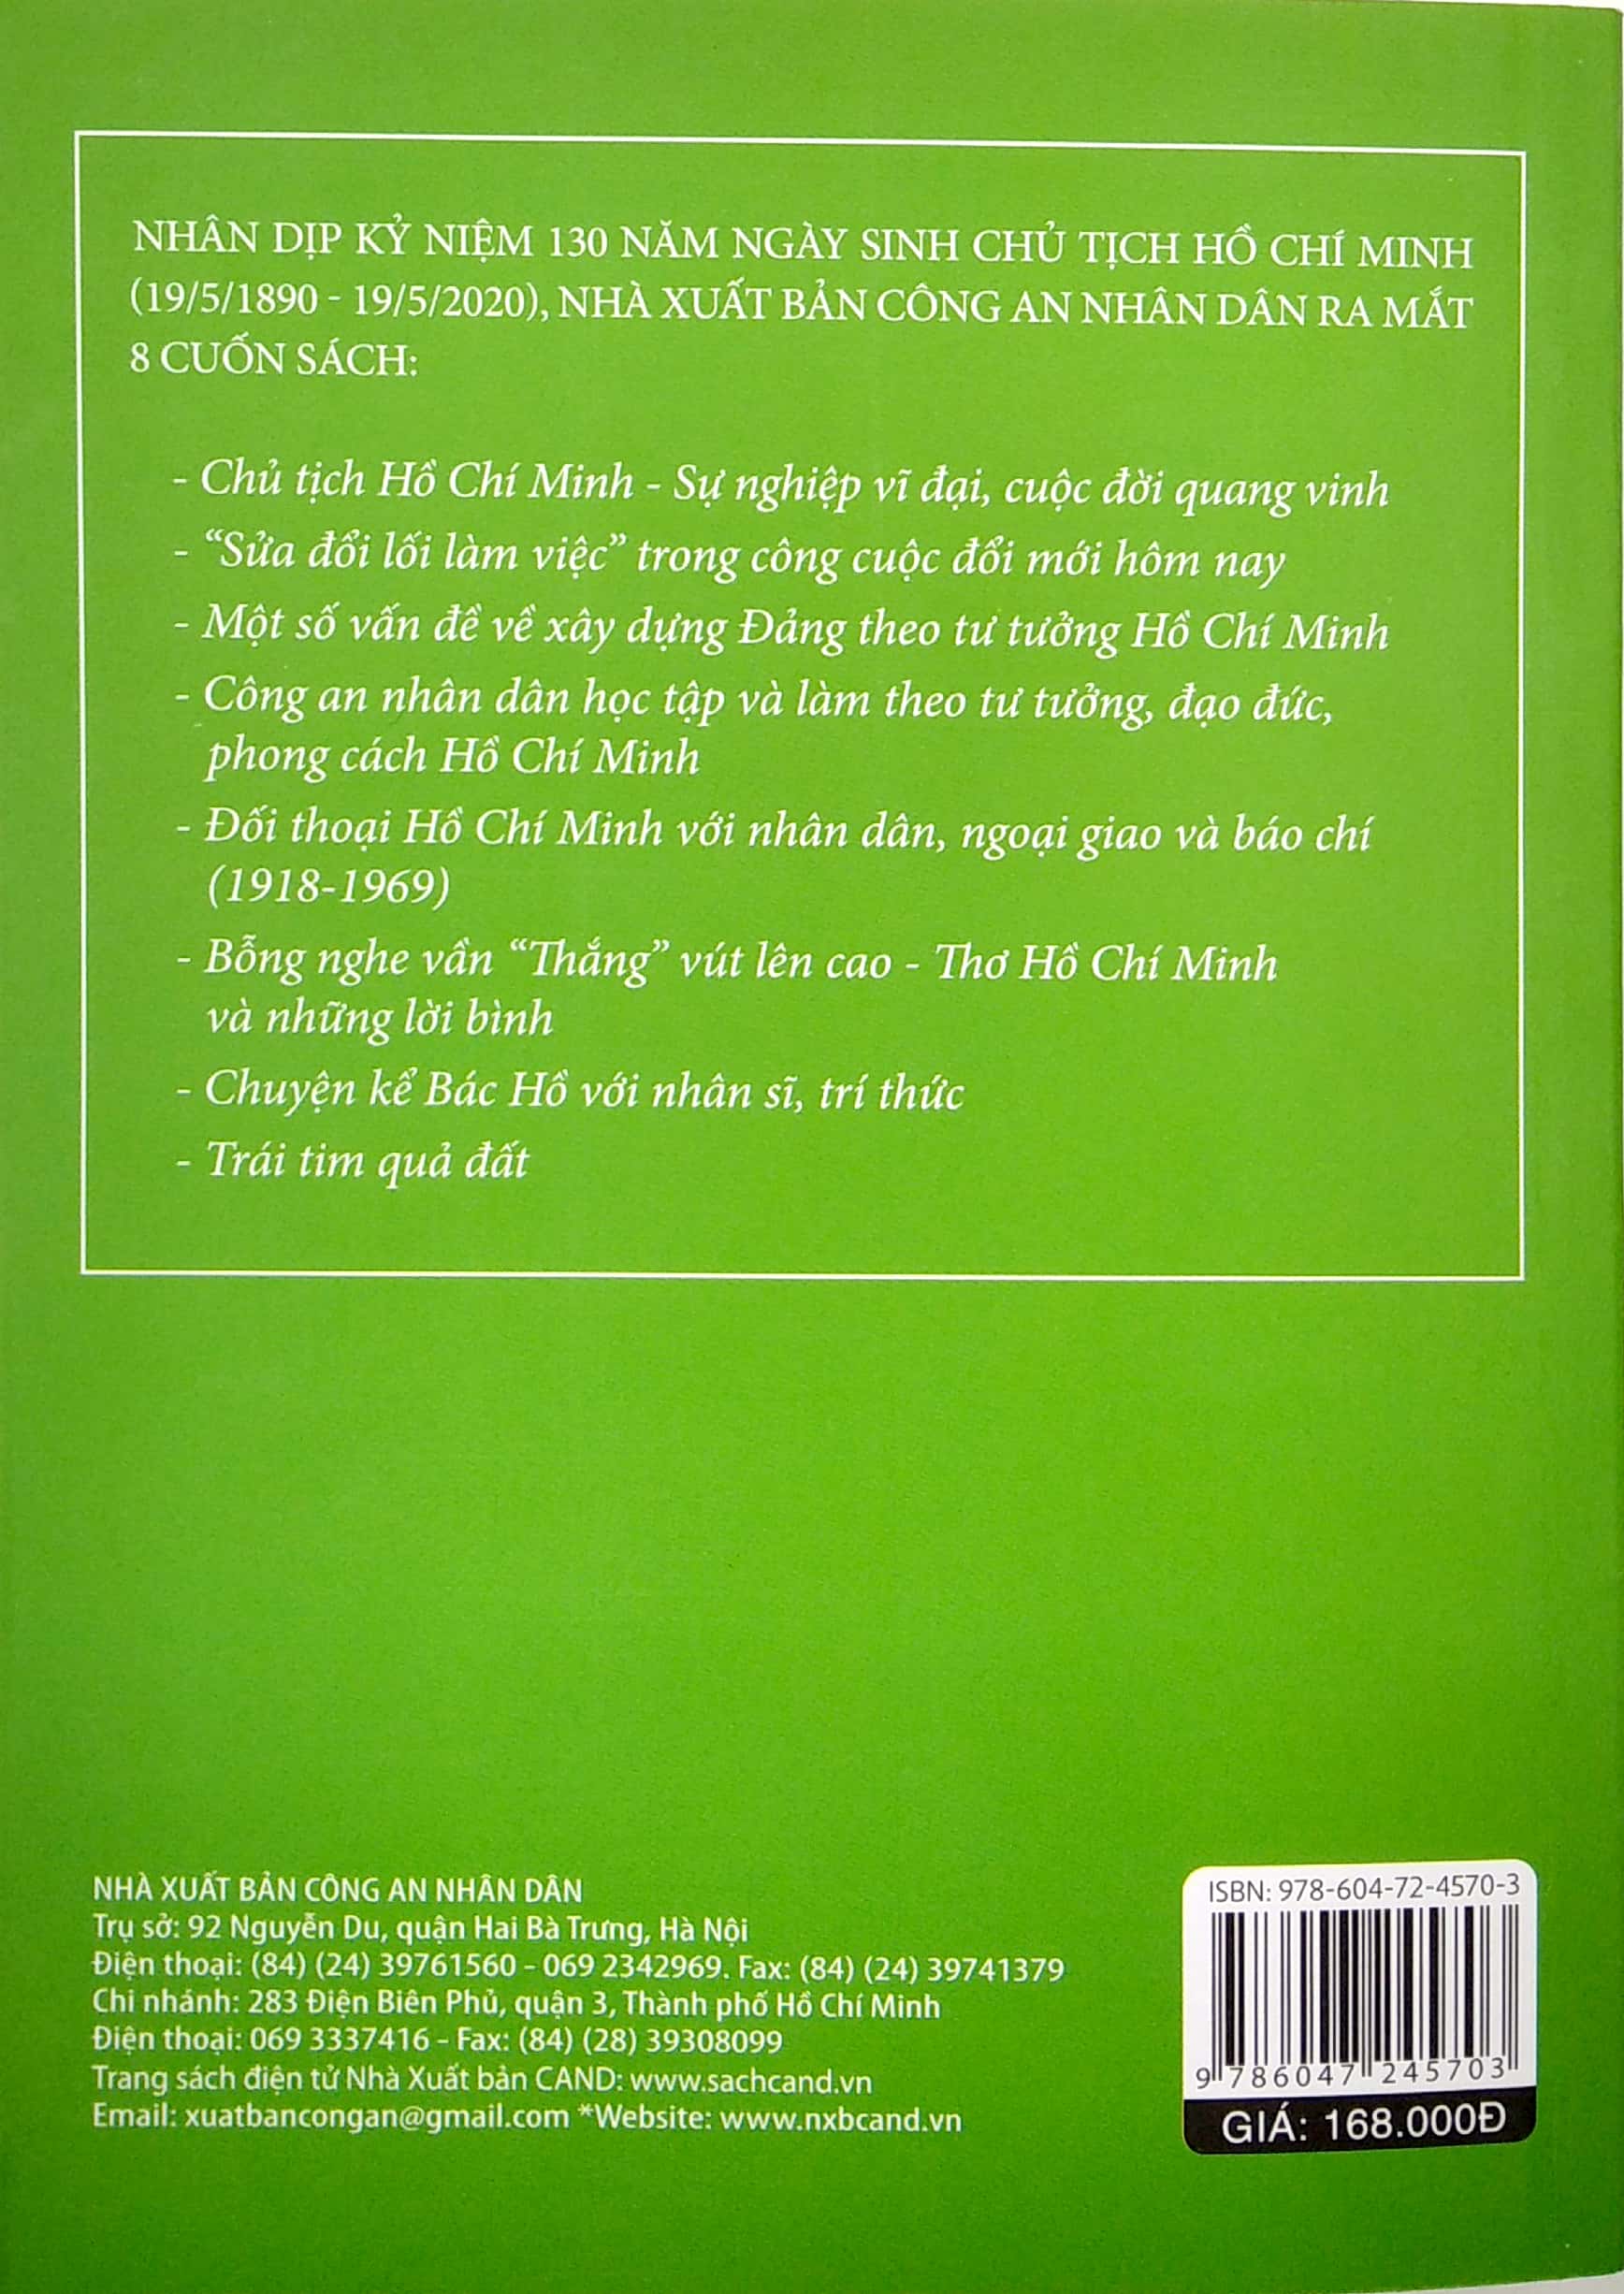 NHÂN DỊP KỶ NIỆM 130 NĂM NGÀY SINH CHỦ TỊCH HỒ CHÍ MINH
(19/5/1890 - 19/5/2020), NHÀ XUẤT BẢN CÔNG AN NHÂN DÂN RA MẮT
8 CUỐN SÁCH:
- Chủ tịch Hồ Chí Minh - Sự nghiệp vĩ đại, cuộc đời quang vinh
- “Sửa đổi lối làm việc” trong công cuộc đổi mới hôm nay
- Một số vấn đề về xây dựng Đảng theo tư tưởng Hồ Chí Minh
- Công an nhân dân học tập và làm theo tư tưởng, đạo đức,
phong cách Hồ Chí Minh
- Đối thoại Hồ Chí Minh với nhân dân, ngoại giao và báo chí
(1918-1969)
- Bỗng nghe vần “Thắng” vút lên cao - Thơ Hồ Chí Minh
và những lời bình
- Chuyện kể Bác Hồ với nhân sĩ, trí thức
- Trái tim quả đất
NHÀ XUẤT BẢN CÔNG AN NHÂN DÂN
Trụ sở: 92 Nguyễn Du, quận Hai Bà Trưng, Hà Nội
Điện thoại: (84) (24) 39761560 - 069 2342969. Fax: (84) (24) 39741379
Chi nhánh: 283 Điện Biên Phủ, quận 3, Thành phố Hồ Chí Minh
Điện thoại: 069 3337416 - Fax: (84) (28) 39308099
Trang sách điện tử Nhà Xuất bản CAND: www.sachcand.vn
Email: xuatbancongan@gmail.com *Website: www.nxbcand.vn
ISBN: 978-604-72-4570-3
9 786047 245703
GIÁ: 168.000Đ